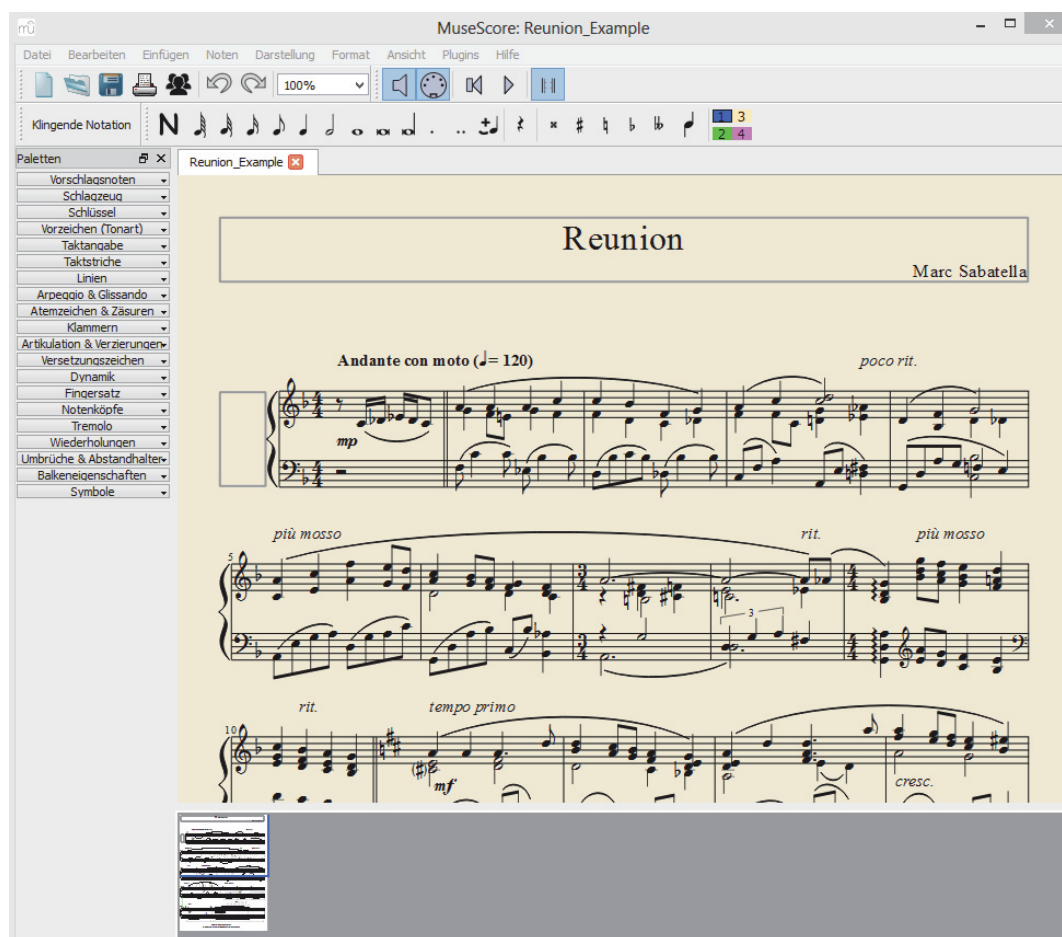 MuseScore: Reunion_Example
Datei Bearbeiten Einfügen Noten Darstellung Format Ansicht Plugins Hilfe
100%
Klingende Notation
1 3
2 4
Paletten
Reunion_Example
Vorschlagsnoten
Schlagzeug
Schlüssel
Vorzeichen (Tonart)
Taktangabe
Taktstriche
Linien
Arpeggio & Glissando
Atemzeichen & Zäsuren
Klammern
Artikulation & Verzierungen
Versetzungszeichen
Dynamik
Fingersatz
Notenköpfe
Tremolo
Wiederholungen
Umbrüche & Abstandhalter
Balkeneigenschaften
Symbole
Reunion
Marc Sabatella
Andante con moto (♩= 120) poco rit.
mp
5 più mosso rit. più mosso
3
10 rit. tempo primo
mf cresc.